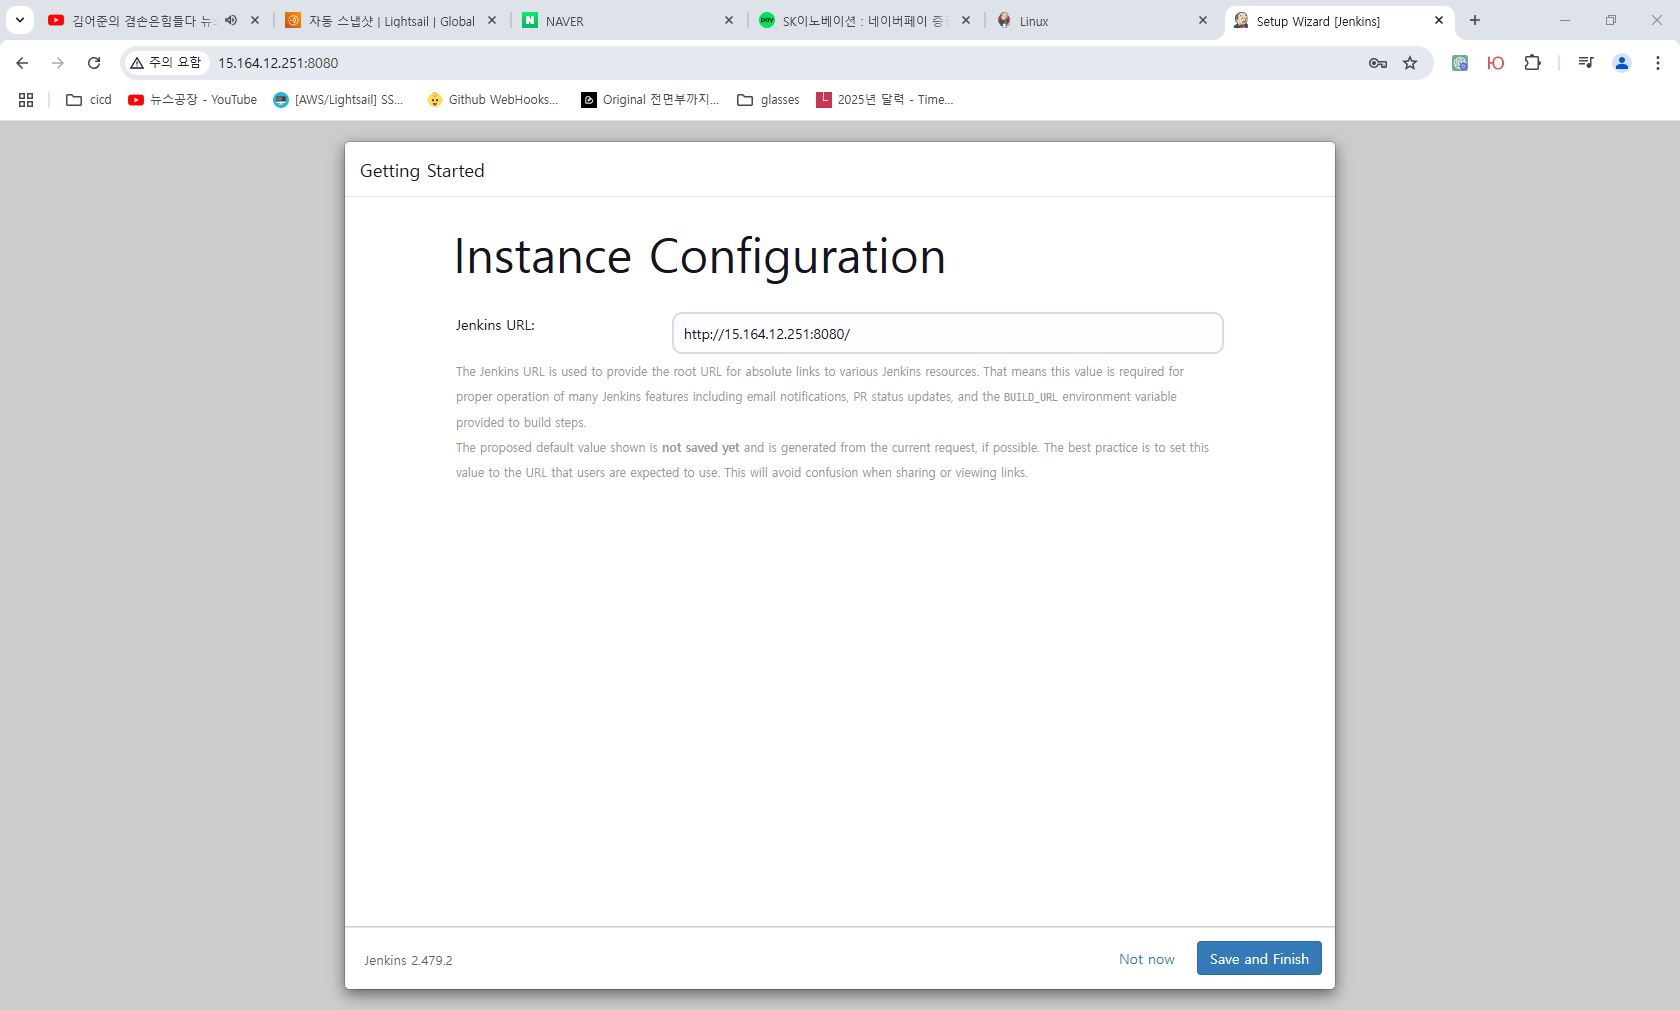 김어준의 겸손은힘들다 뉴스
자동 스냅샷 | Lightsail | Global
NAVER
SK이노베이션 : 네이버페이 증권
Linux
Setup Wizard [Jenkins]
주의 요함
15.164.12.251:8080
cicd
뉴스공장 - YouTube
[AWS/Lightsail] SS...
Github WebHooks...
Original 전면부까지...
glasses
2025년 달력 - Time...
Getting Started
Instance Configuration
Jenkins URL:
http://15.164.12.251:8080/
The Jenkins URL is used to provide the root URL for absolute links to various Jenkins resources. That means this value is required for
proper operation of many Jenkins features including email notifications, PR status updates, and the BUILD_URL environment variable
provided to build steps.
The proposed default value shown is not saved yet and is generated from the current request, if possible. The best practice is to set this
value to the URL that users are expected to use. This will avoid confusion when sharing or viewing links.
Jenkins 2.479.2
Not now
Save and Finish